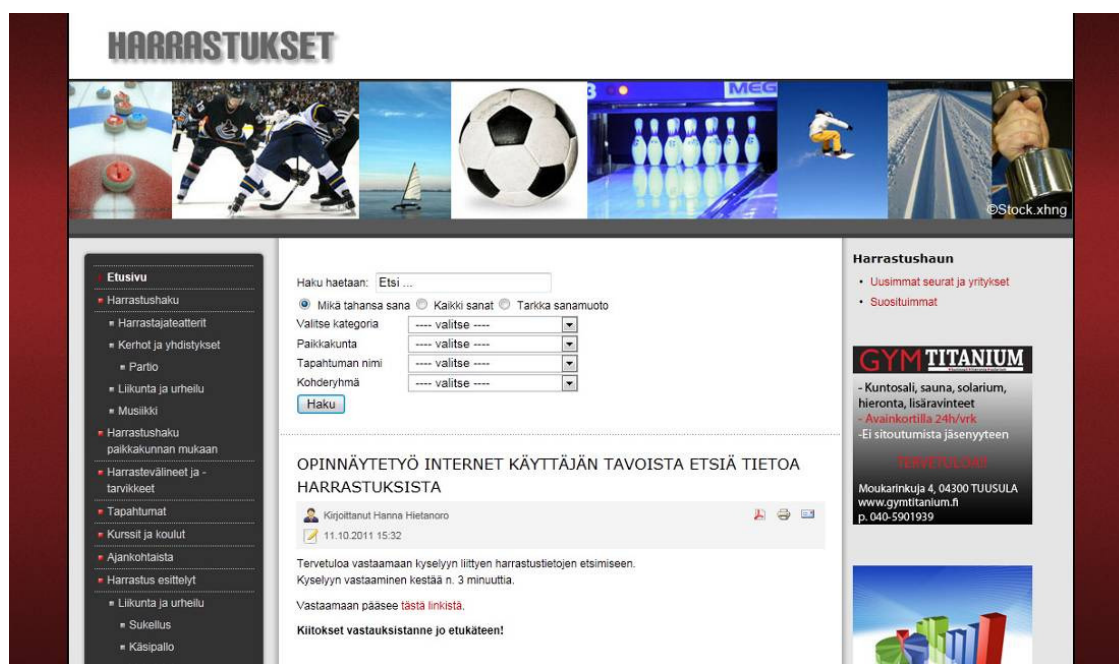 HARRASTUKSET
3
MEG
©Stock.xhng
Etusivu
Harrastushaku
Harrastajateatterit
Kerhot ja yhdistykset
Partio
Liikunta ja urheilu
Musiikki
Harrastushaku
paikkakunnan mukaan
Harrastevälineet ja -
tarvikkeet
Tapahtumat
Kurssit ja koulut
Ajankohtaista
Harrastus esittelyt
Liikunta ja urheilu
Sukellus
Käsipallo
Haku haetaan: Etsi ...
Mikä tahansa sana Kaikki sanat Tarkka sanamuoto
Valitse kategoria ---- valitse ----
Paikkakunta ---- valitse ----
Tapahtuman nimi ---- valitse ----
Kohderyhmä ---- valitse ----
Haku
OPINNÄYTETYÖ INTERNET KÄYTTÄJÄN TAVOISTA ETSIÄ TIETOA
HARRASTUKSISTA
Kirjoittanut Hanna Hietanoro
11.10.2011 15:32
Tervetuloa vastaamaan kyselyyn liittyen harrastustietojen etsimiseen.
Kyselyyn vastaaminen kestää n. 3 minuuttia.
Vastaamaan pääsee tästä linkistä.
Kiitokset vastauksistanne jo etukäteen!
Harrastushaun
Uusimmat seurat ja yritykset
Suosituimmat
GYM TITANIUM
- Kuntosali, sauna, solarium,
hieronta, lisäravinteet
- Avainkortilla 24h/vrk
-Ei sitoutumista jäsenyyteen
TERVETULOA!!
Moukarinkuja 4, 04300 TUUSULA
www.gymtitanium.fi
p. 040-5901939